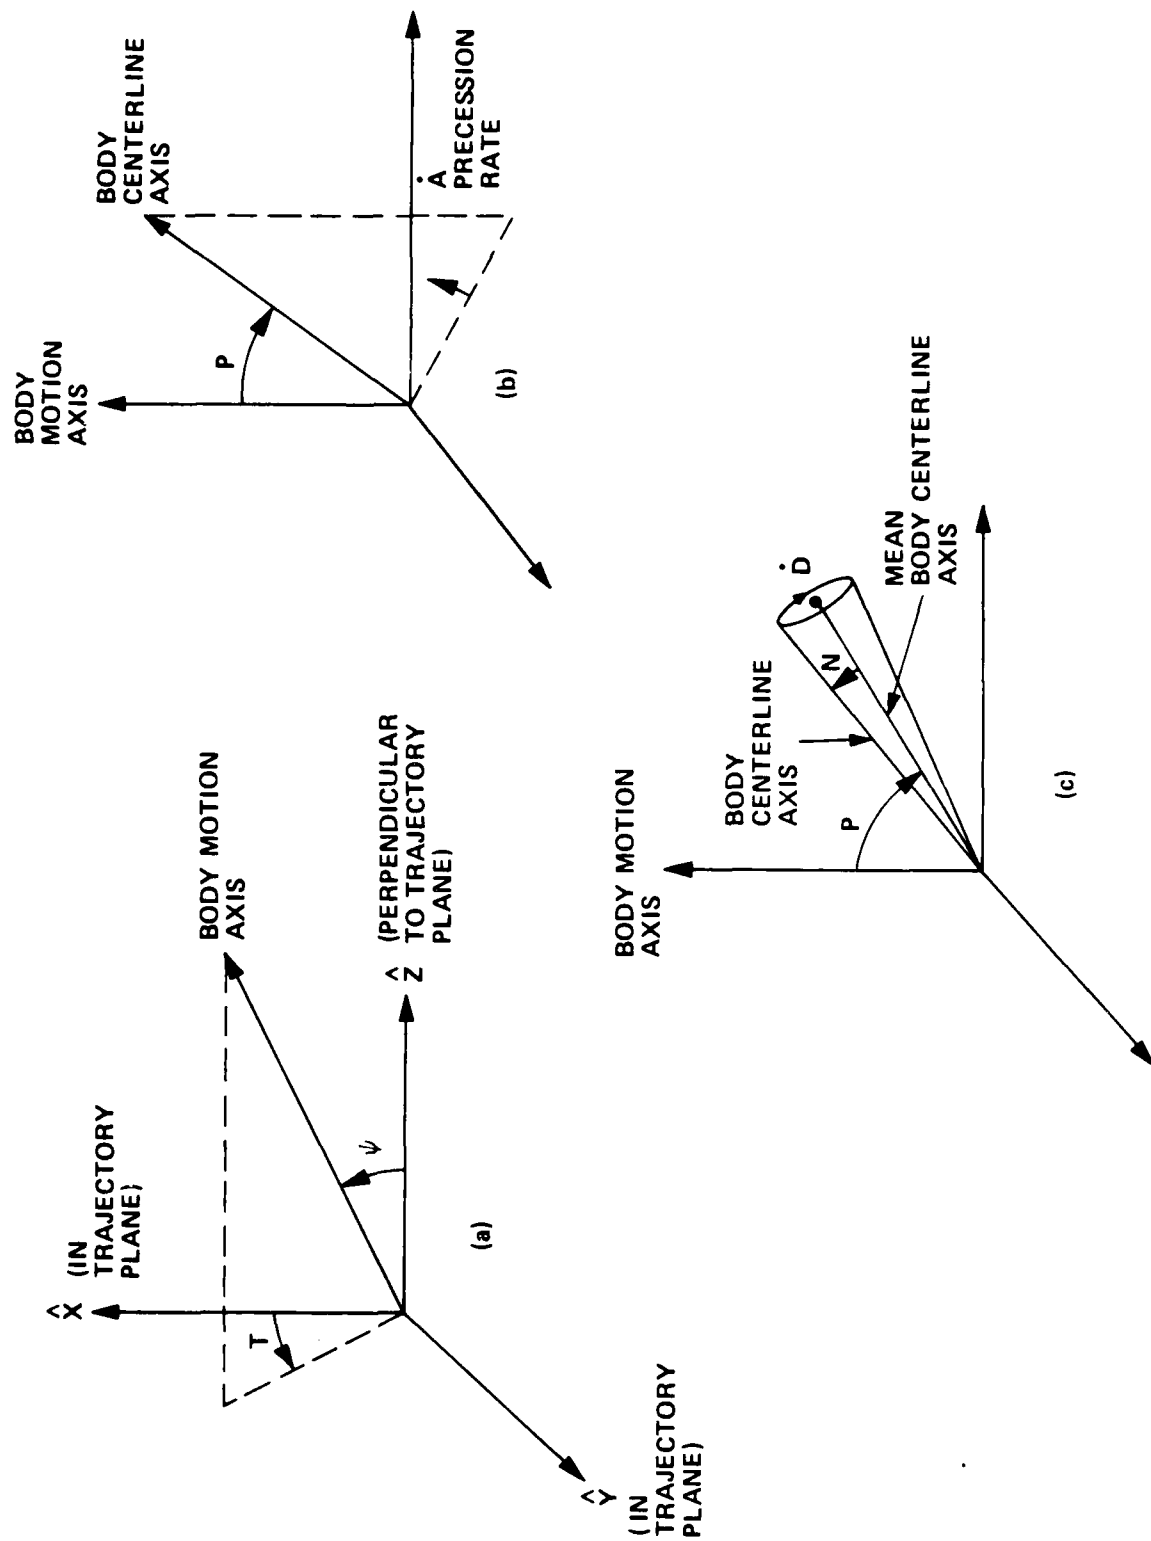 X̂ (IN
TRAJECTORY
PLANE)
BODY MOTION
AXIS
T
ψ
Ẑ (PERPENDICULAR
TO TRAJECTORY
PLANE)
Ŷ
(IN
TRAJECTORY
PLANE)
(a)
BODY
MOTION
AXIS
BODY
CENTERLINE
AXIS
P
Ȧ
PRECESSION
RATE
(b)
BODY MOTION
AXIS
BODY
CENTERLINE
AXIS
P
N
Ḋ
MEAN
BODY CENTERLINE
AXIS
(c)